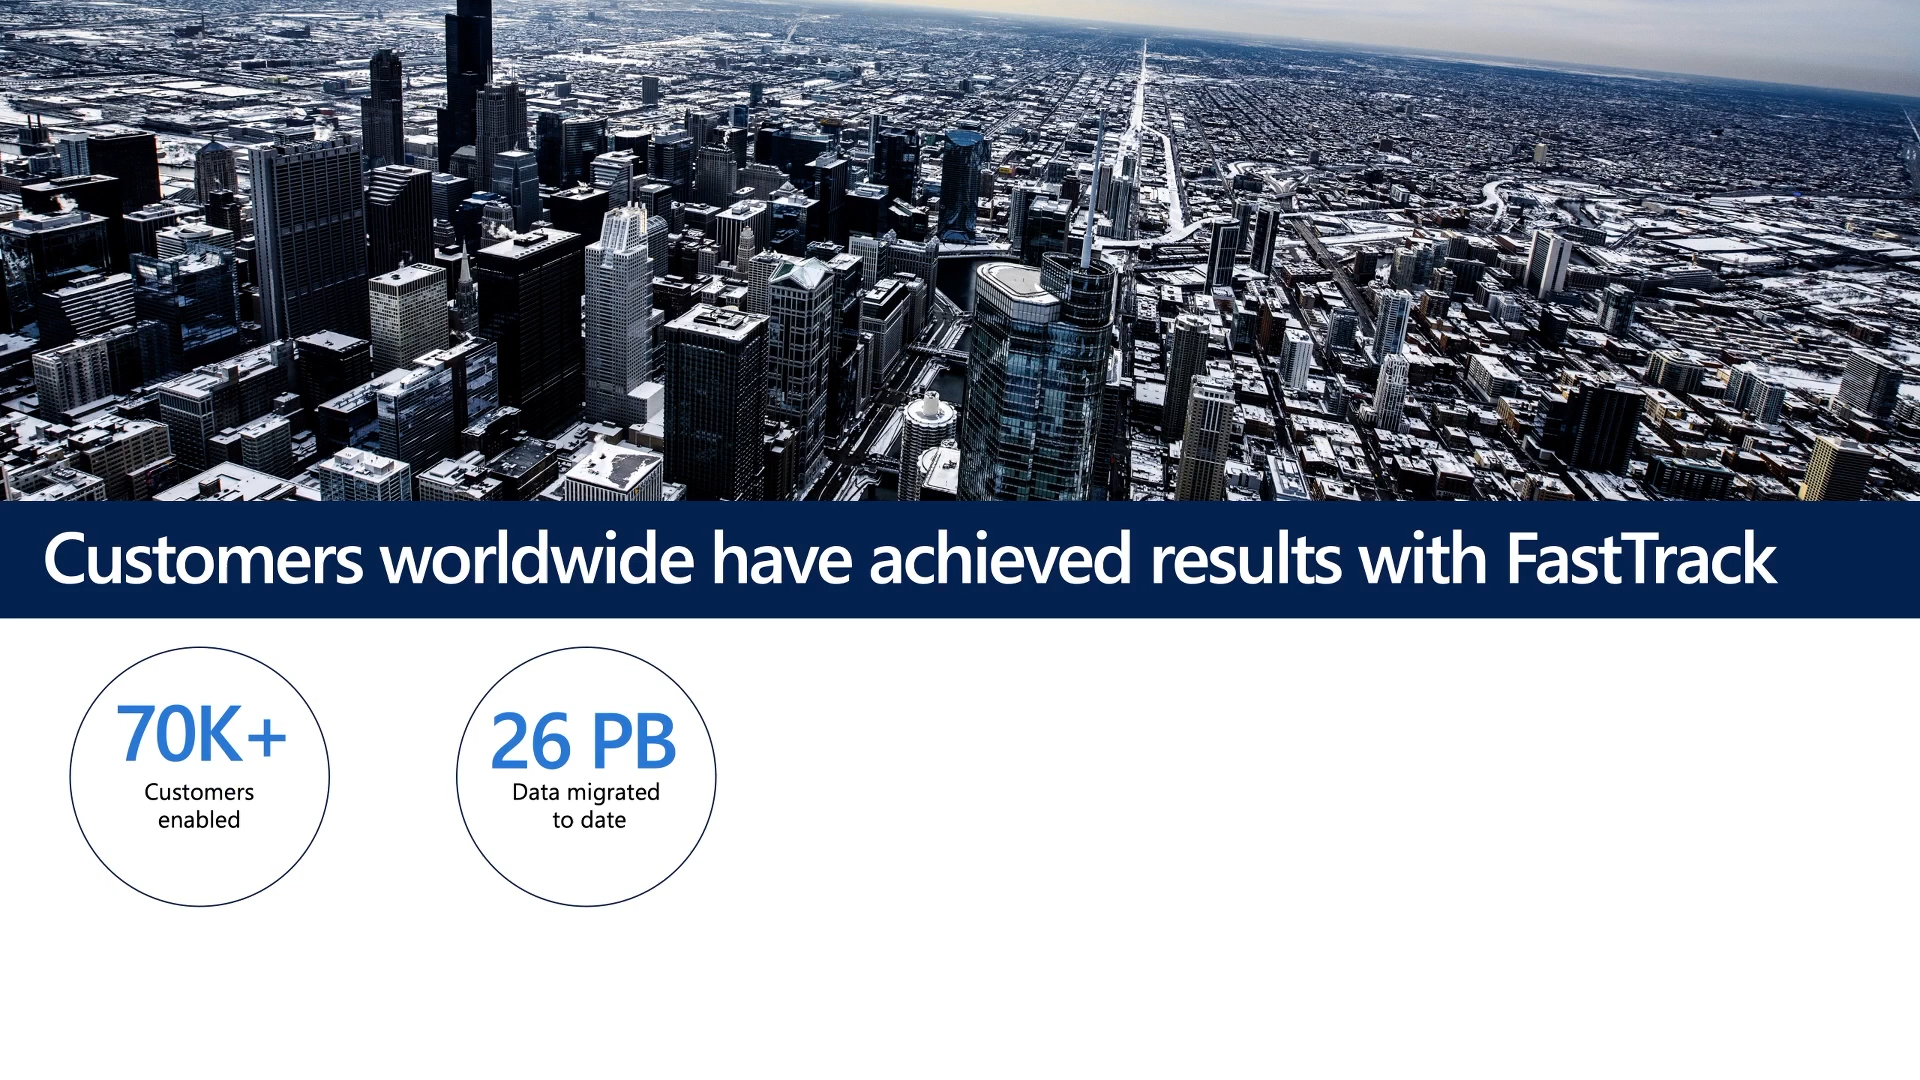 Customers worldwide have achieved results with FastTrack
70K+
Customers
enabled
26 PB
Data migrated
to date